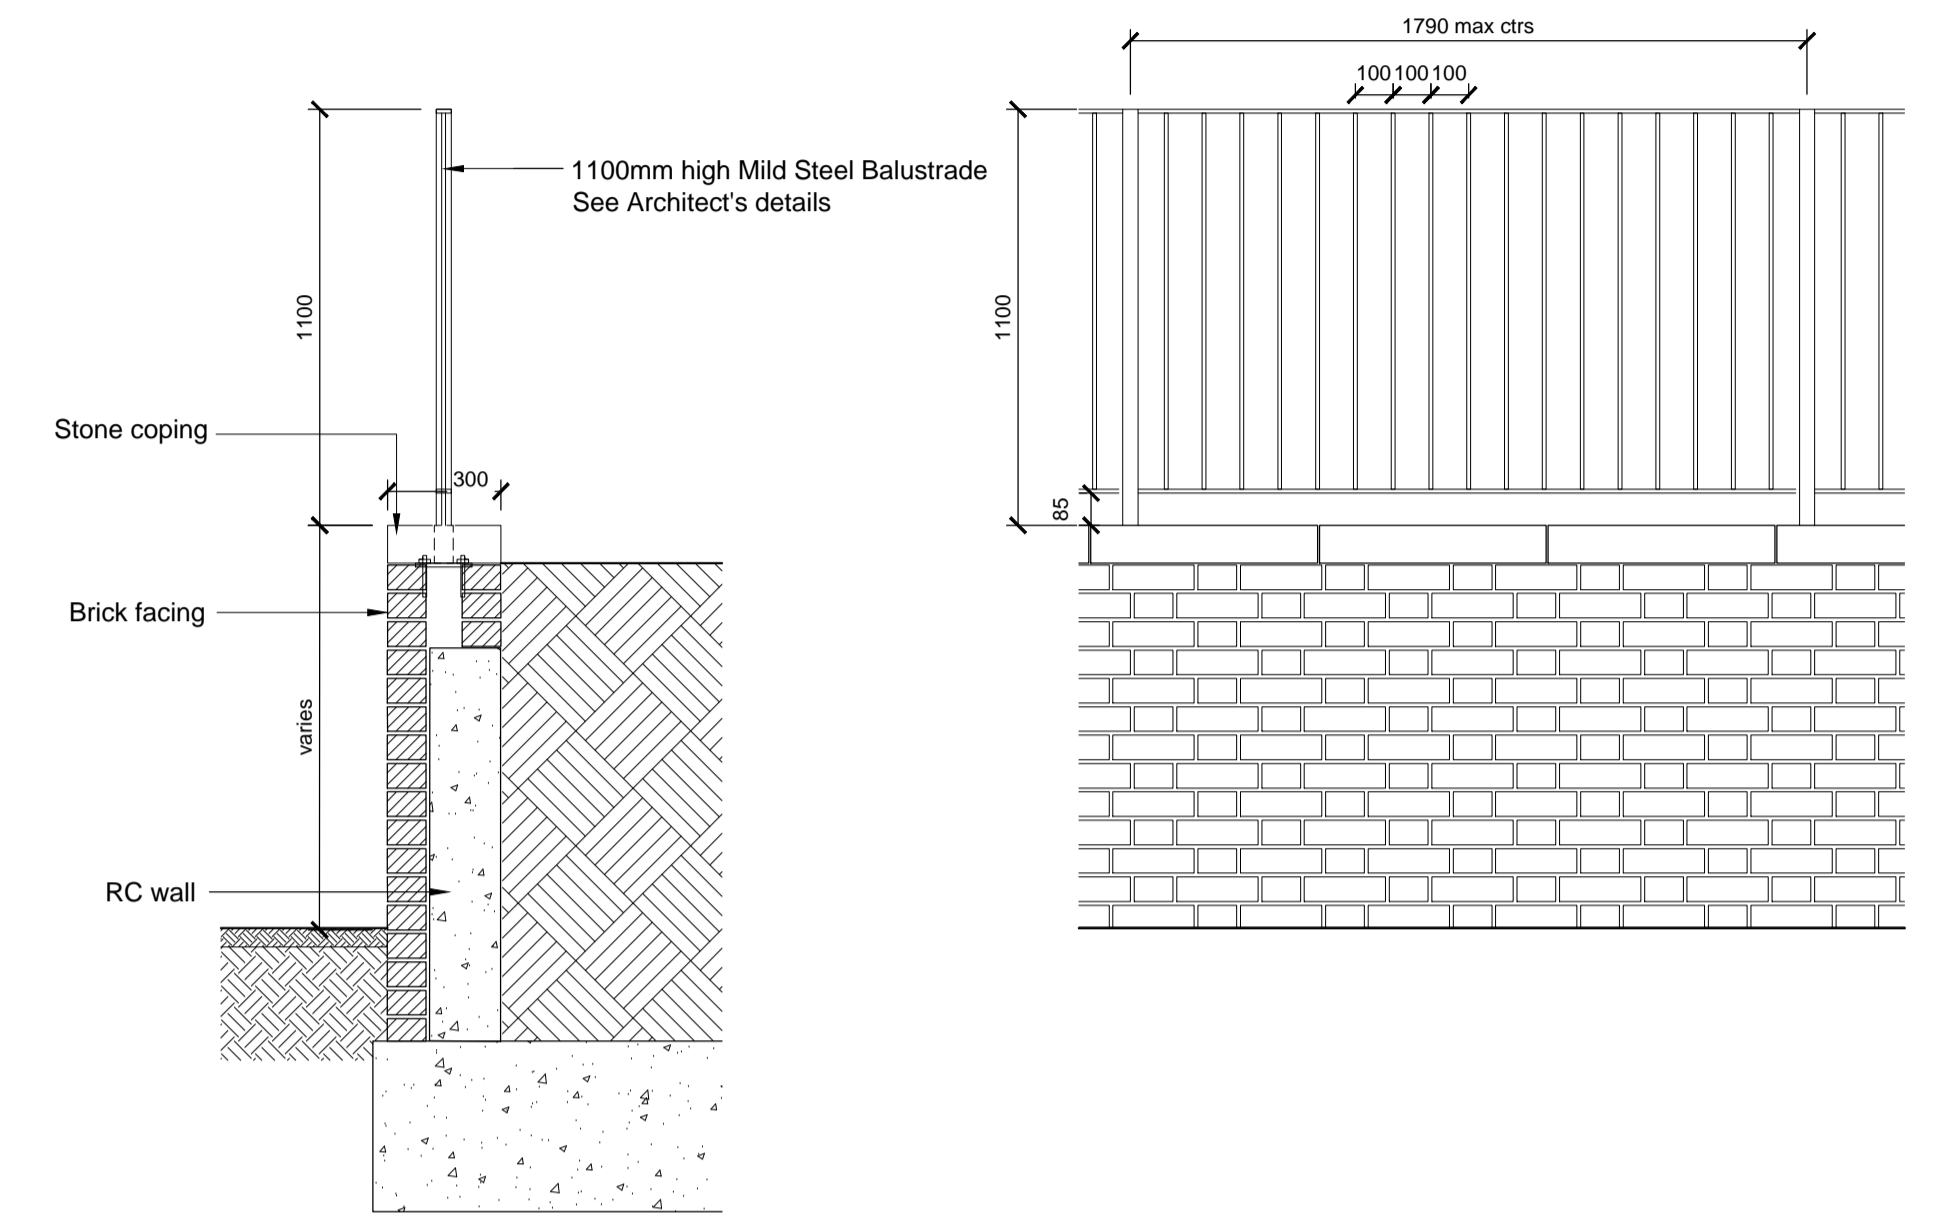 1790 max ctrs
100 100 100
1100mm high Mild Steel Balustrade
See Architect's details
1100
1100
Stone coping
300
85
Brick facing
varies
RC wall